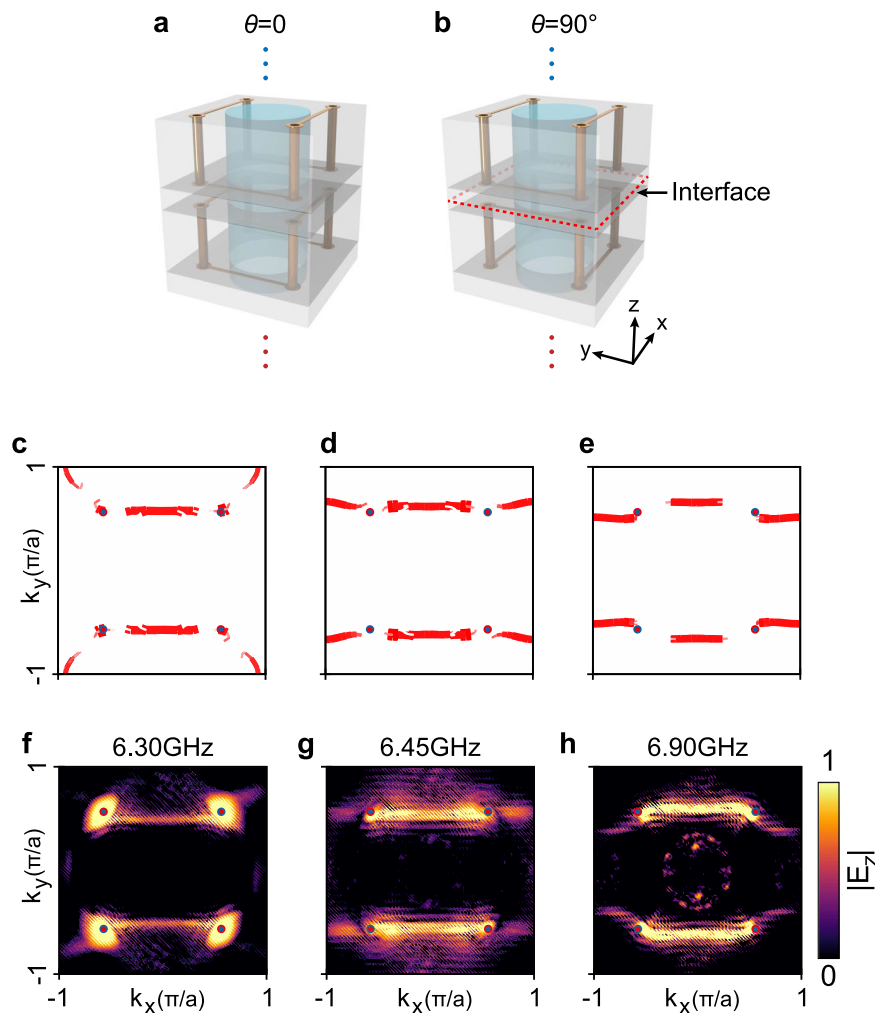 a θ=0
b θ=90°
Interface
z
x
y
c d e
1
k_y(π/a)
-1
f 6.30GHz
g 6.45GHz
h 6.90GHz
1
k_y(π/a)
-1
-1 k_x(π/a) 1
-1 k_x(π/a) 1
-1 k_x(π/a) 1
1
|E_z|
0